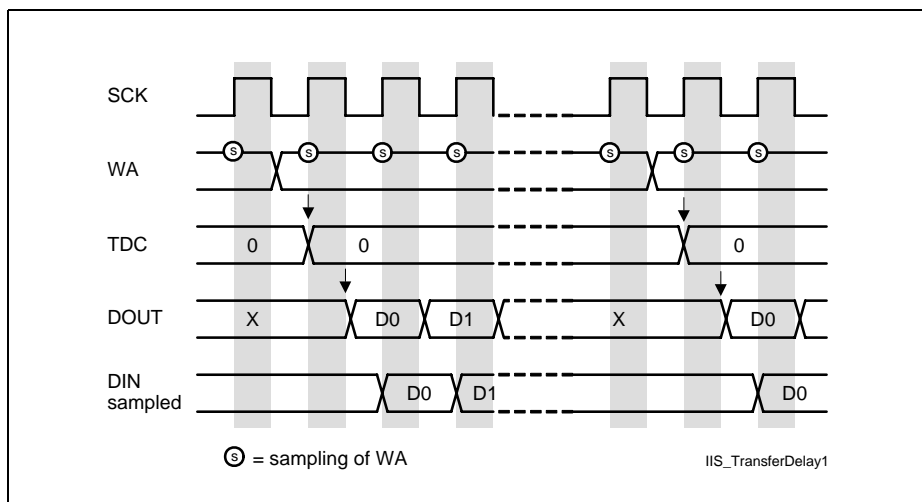 SCK
S S S S S S S
WA
TDC 0 0 0
DOUT X D0 D1 X D0
DIN
sampled D0 D1 D0
S = sampling of WA
IIS_TransferDelay1